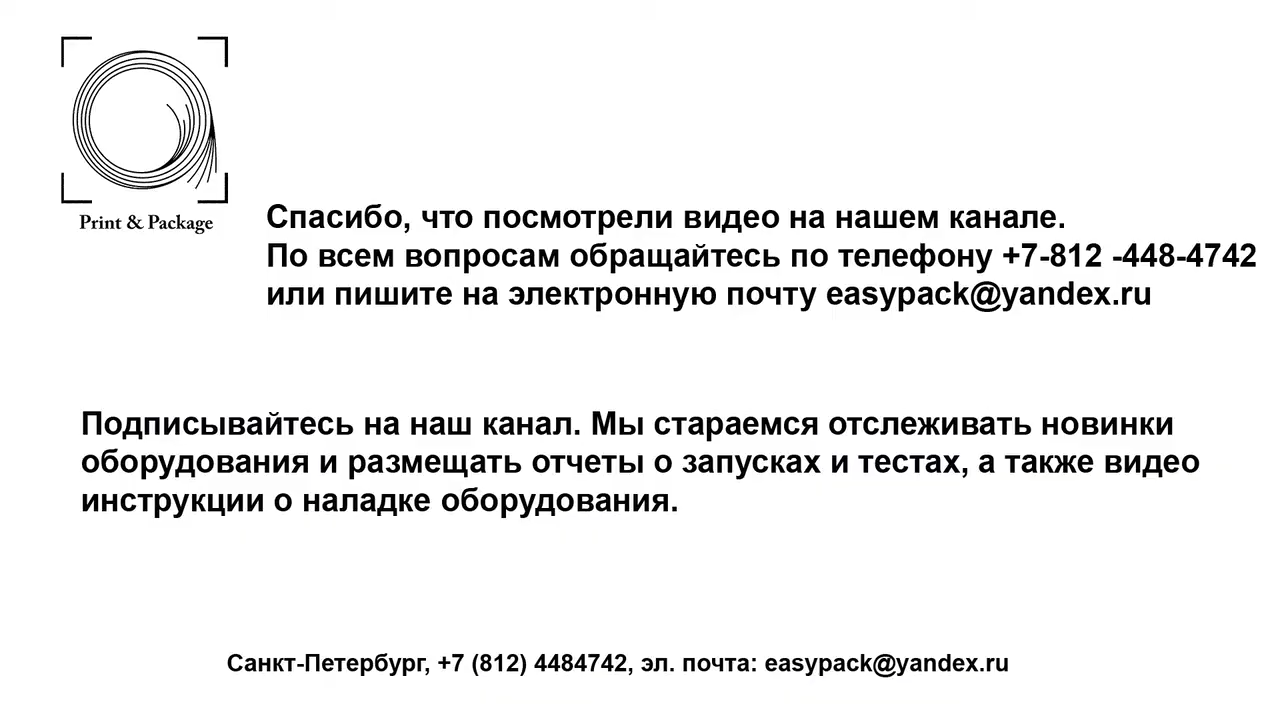 Print & Package
Спасибо, что посмотрели видео на нашем канале.
По всем вопросам обращайтесь по телефону +7-812 -448-4742
или пишите на электронную почту easypack@yandex.ru
Подписывайтесь на наш канал. Мы стараемся отслеживать новинки
оборудования и размещать отчеты о запусках и тестах, а также видео
инструкции о наладке оборудования.
Санкт-Петербург, +7 (812) 4484742, эл. почта: easypack@yandex.ru